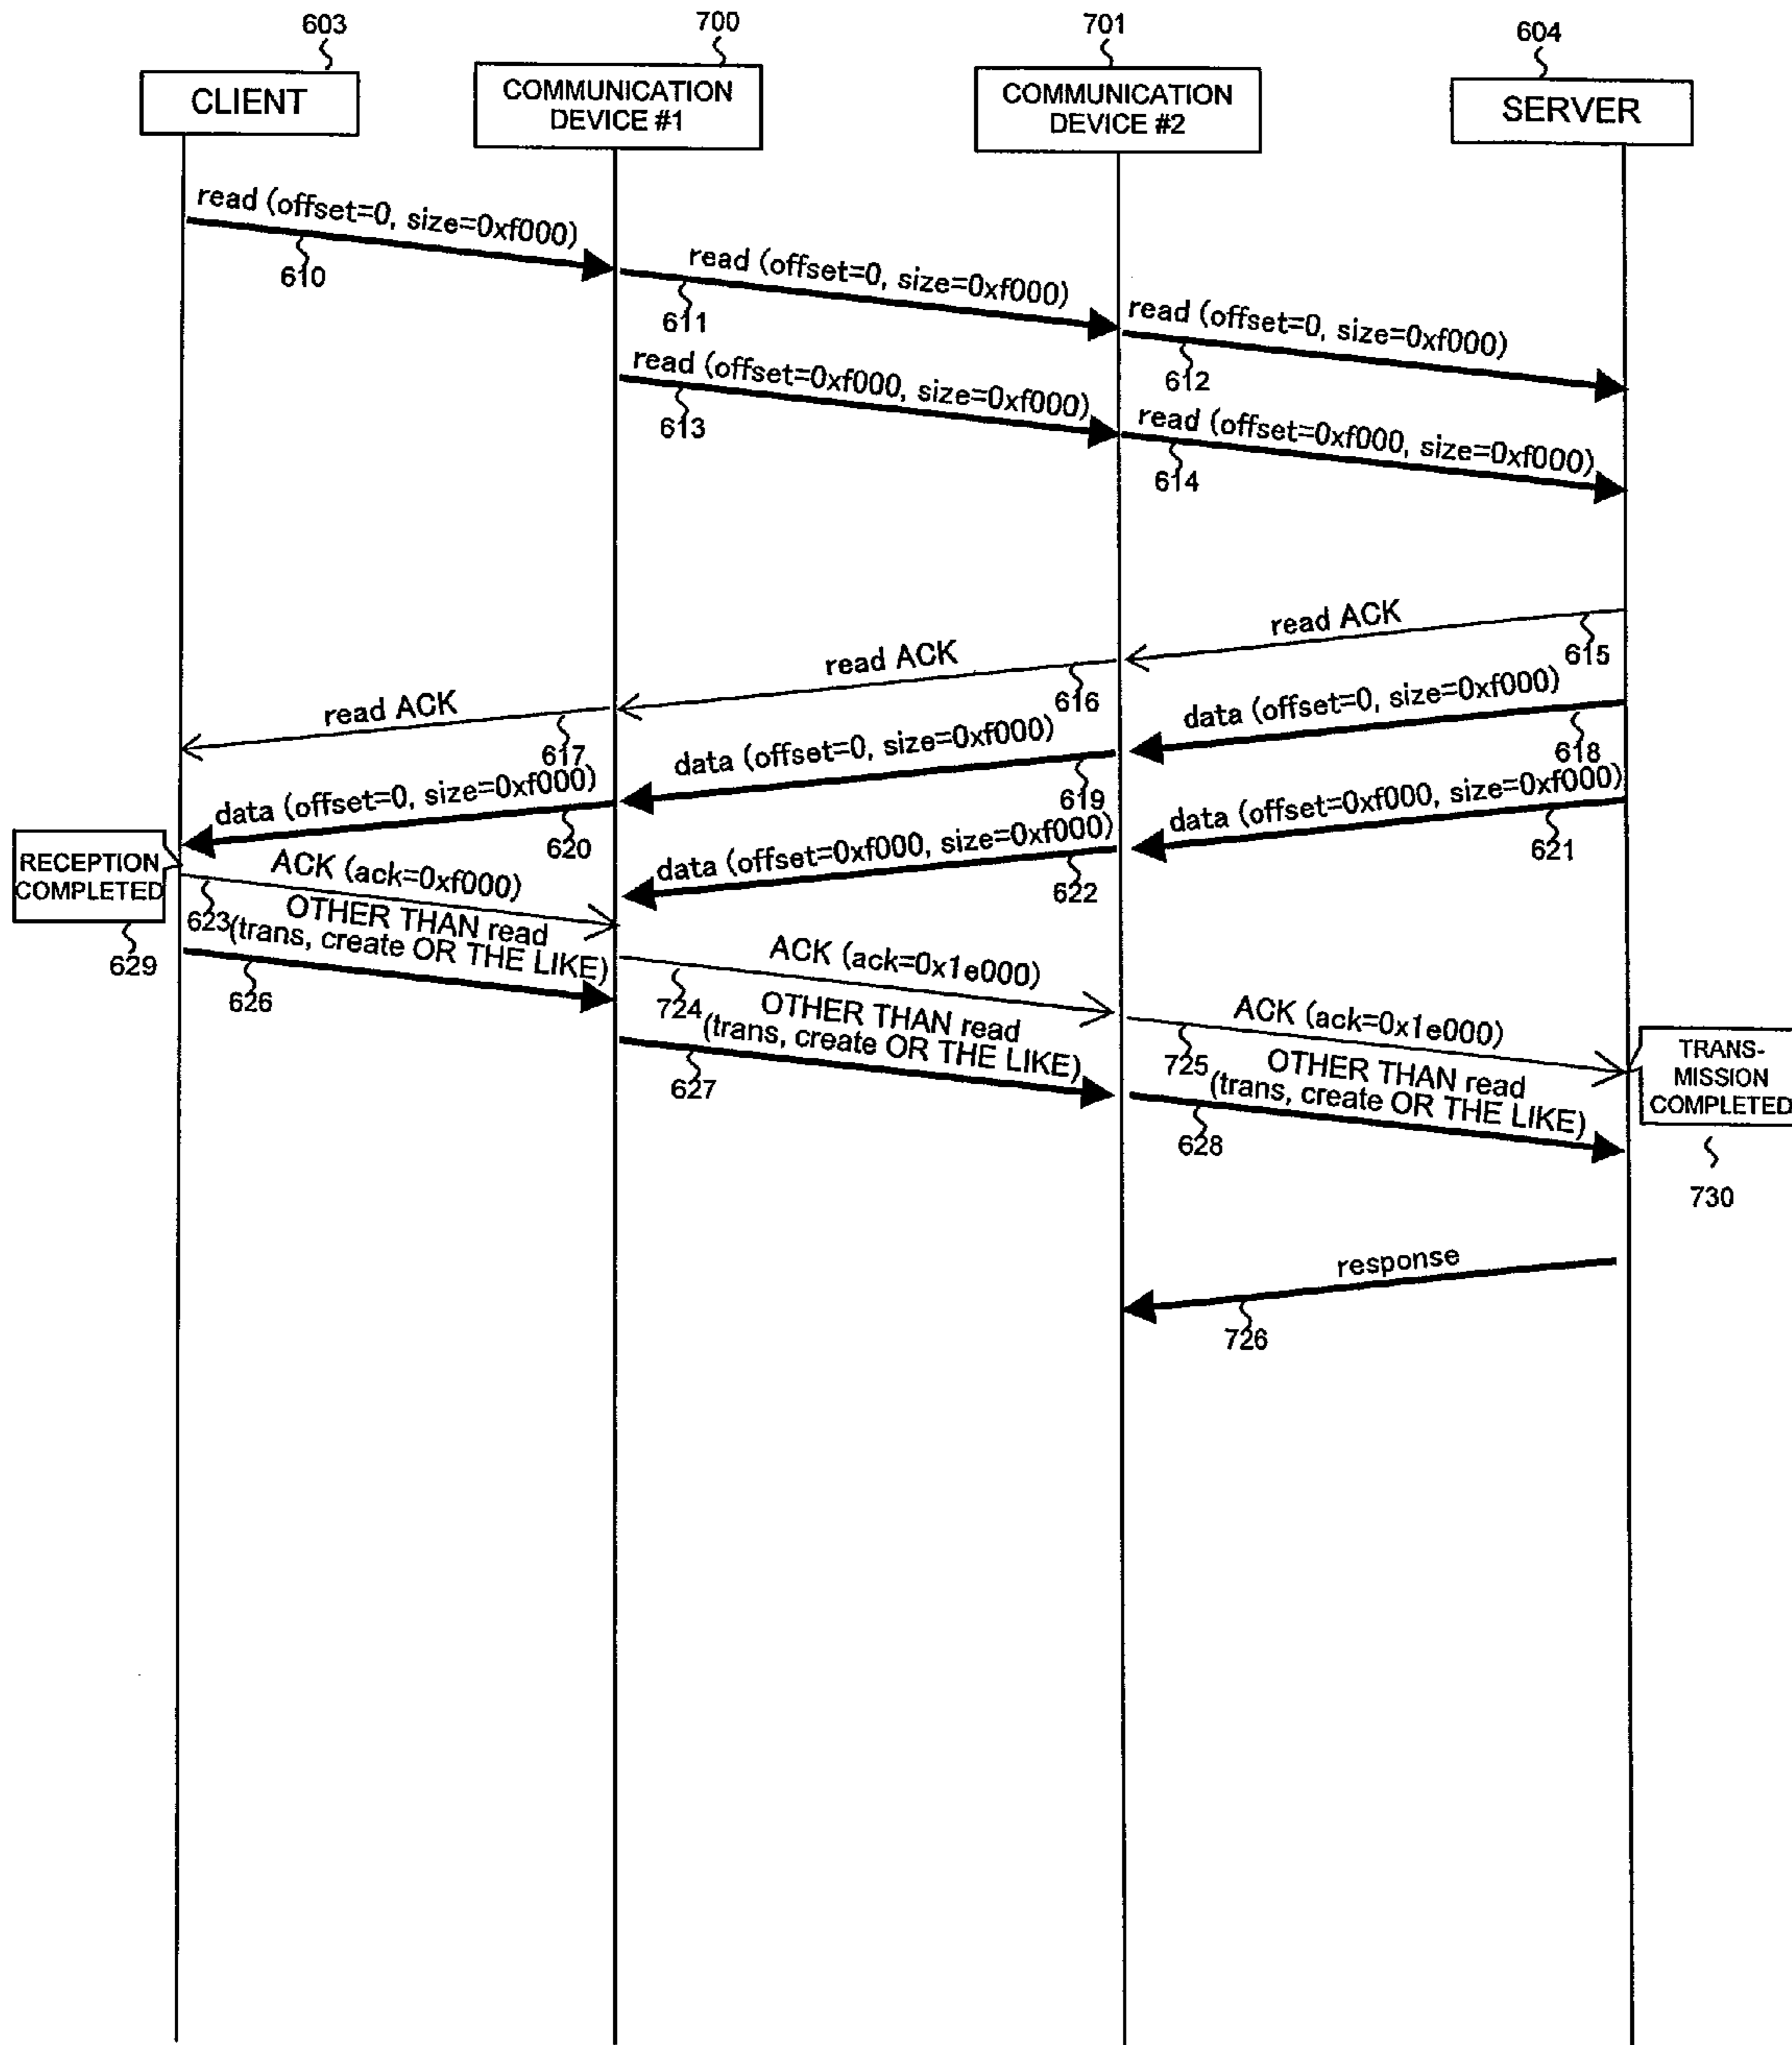 603
700
701
604
CLIENT
COMMUNICATION
DEVICE #1
COMMUNICATION
DEVICE #2
SERVER
read (offset=0, size=0xf000)
610
read (offset=0, size=0xf000)
611
read (offset=0, size=0xf000)
612
read (offset=0xf000, size=0xf000)
613
read (offset=0xf000, size=0xf000)
614
read ACK
615
read ACK
616
read ACK
617
data (offset=0, size=0xf000)
618
data (offset=0, size=0xf000)
619
data (offset=0, size=0xf000)
620
data (offset=0xf000, size=0xf000)
621
data (offset=0xf000, size=0xf000)
622
RECEPTION
COMPLETED
629
ACK (ack=0xf000)
623
OTHER THAN read
(trans, create OR THE LIKE)
626
ACK (ack=0x1e000)
724
OTHER THAN read
(trans, create OR THE LIKE)
627
ACK (ack=0x1e000)
725
OTHER THAN read
(trans, create OR THE LIKE)
628
TRANS-
MISSION
COMPLETED
730
response
726